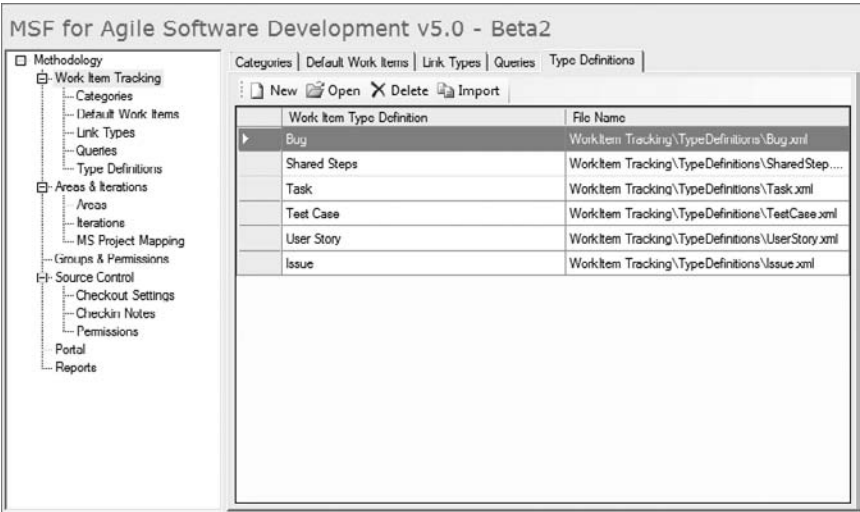 MSF for Agile Software Development v5.0 - Beta2
Methodology
Work Item Tracking
Categories
Default Work Items
Link Types
Queries
Type Definitions
Areas & Iterations
Areas
Iterations
MS Project Mapping
Groups & Permissions
Source Control
Checkout Settings
Checkin Notes
Permissions
Portal
Reports
Categories Default Work Items Link Types Queries Type Definitions
New Open Delete Import
Work Item Type Definition File Name
Bug WorkItem Tracking\TypeDefinitions\Bug.xml
Shared Steps WorkItem Tracking\TypeDefinitions\SharedStep....
Task WorkItem Tracking\TypeDefinitions\Task.xml
Test Case WorkItem Tracking\TypeDefinitions\TestCase.xml
User Story WorkItem Tracking\TypeDefinitions\UserStory.xml
Issue WorkItem Tracking\TypeDefinitions\Issue.xml